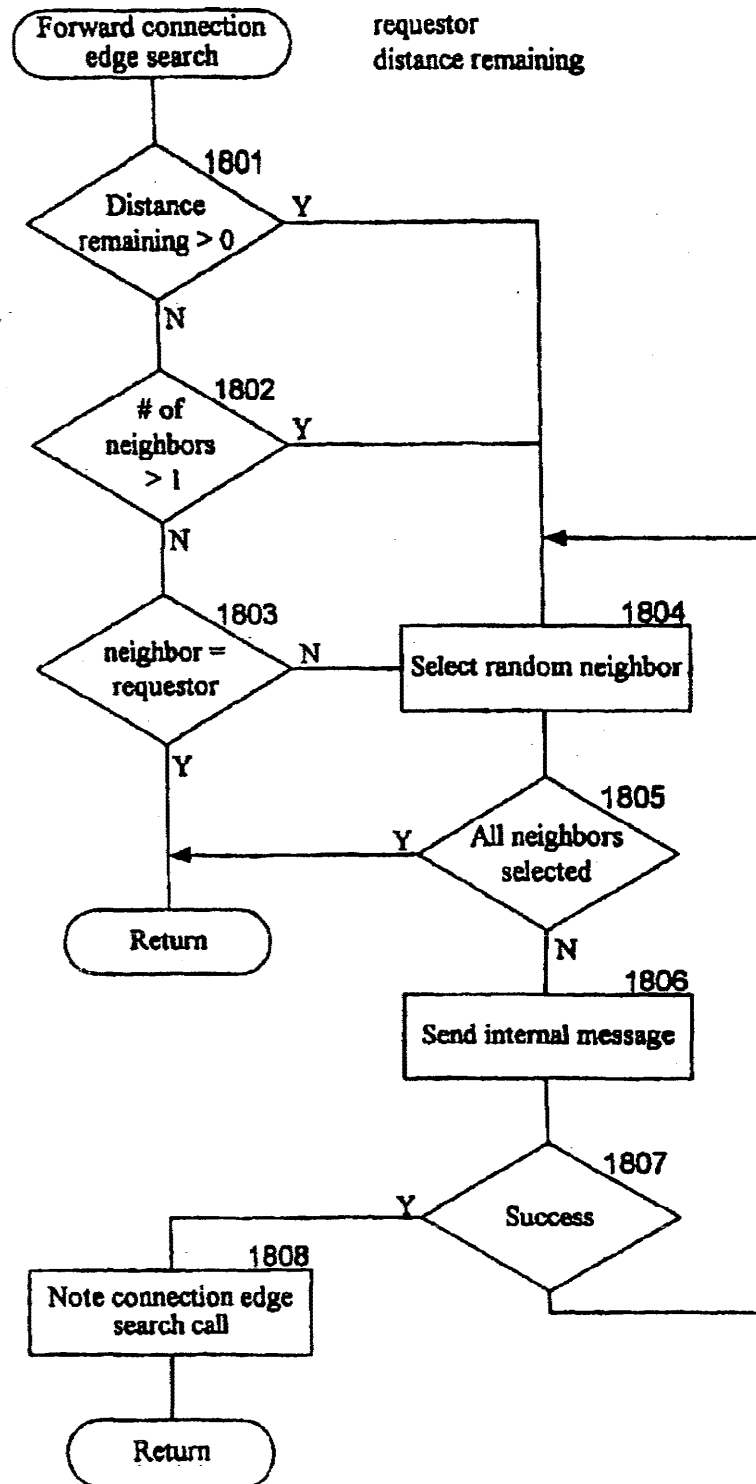 Forward connection
edge search
requestor
distance remaining
1801
Distance
remaining > 0
Y
N
1802
# of
neighbors
> 1
Y
N
1803
neighbor =
requestor
N
Y
1804
Select random neighbor
1805
All neighbors
selected
Y
N
Return
1806
Send internal message
1807
Success
Y
1808
Note connection edge
search call
Return